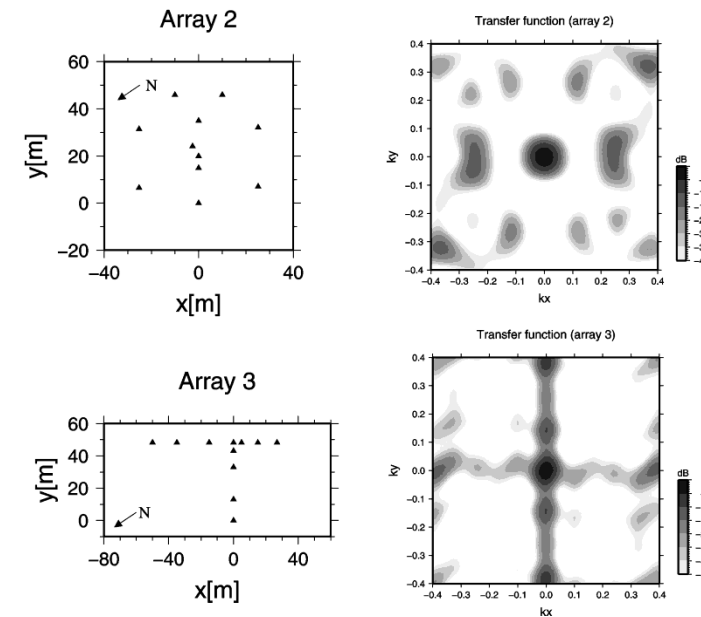 Array 2
60
40
20
0
−20
−40
0
40
y[m]
x[m]
N
Transfer function (array 2)
0.4
0.3
0.2
0.1
0.0
−0.1
−0.2
−0.3
−0.4
−0.4 −0.3 −0.2 −0.1 0.0 0.1 0.2 0.3 0.4
ky
kx
dB
Array 3
60
40
20
0
−80
−40
0
40
y[m]
x[m]
N
Transfer function (array 3)
0.4
0.3
0.2
0.1
0.0
−0.1
−0.2
−0.3
−0.4
−0.4 −0.3 −0.2 −0.1 0.0 0.1 0.2 0.3 0.4
ky
kx
dB